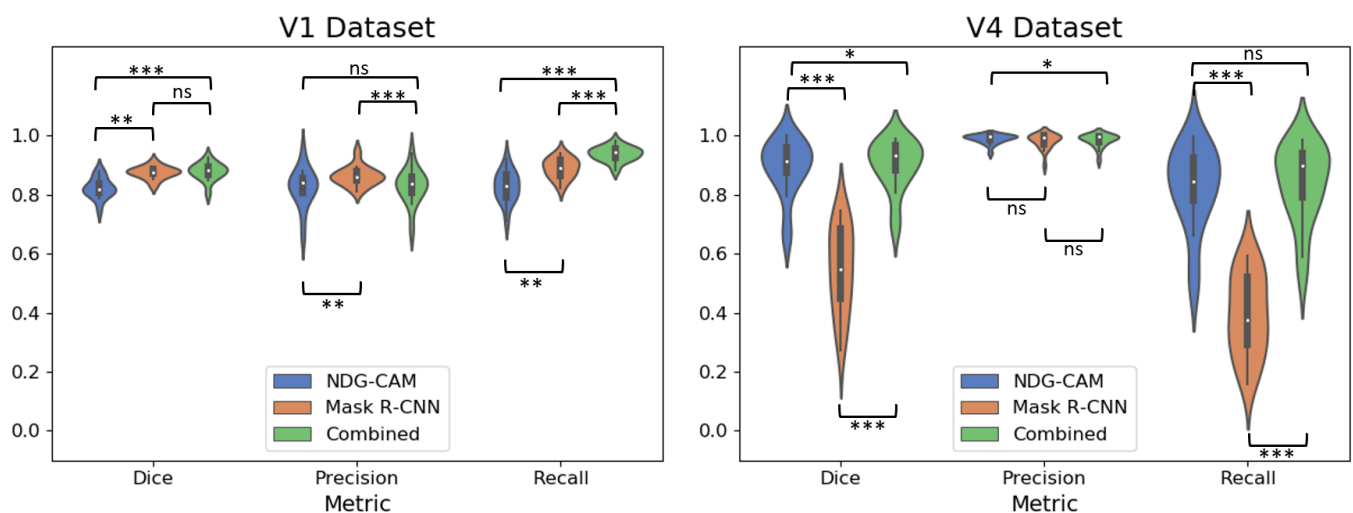 V1 Dataset
***
ns
**
ns
***
**
***
***
**
1.0
0.8
0.6
0.4
0.2
0.0
NDG-CAM
Mask R-CNN
Combined
Dice
Precision
Recall
Metric
V4 Dataset
*
***
***
*
ns
ns
ns
***
***
1.0
0.8
0.6
0.4
0.2
0.0
NDG-CAM
Mask R-CNN
Combined
Dice
Precision
Recall
Metric